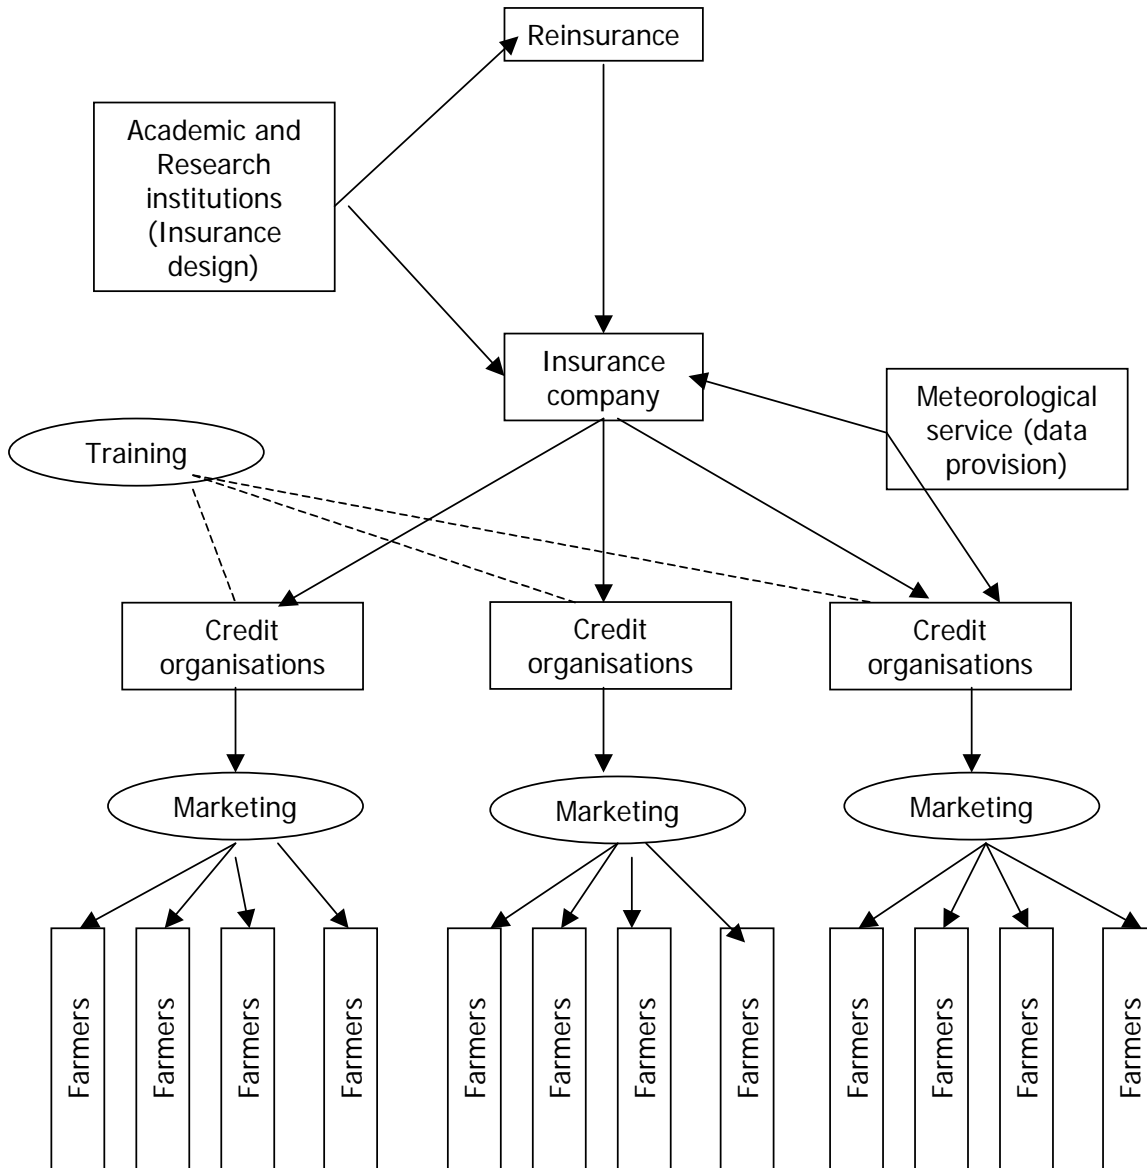 Reinsurance
Academic and
Research
institutions
(Insurance
design)
Insurance
company
Meteorological
service (data
provision)
Training
Credit
organisations
Credit
organisations
Credit
organisations
Marketing
Marketing
Marketing
Farmers
Farmers
Farmers
Farmers
Farmers
Farmers
Farmers
Farmers
Farmers
Farmers
Farmers
Farmers